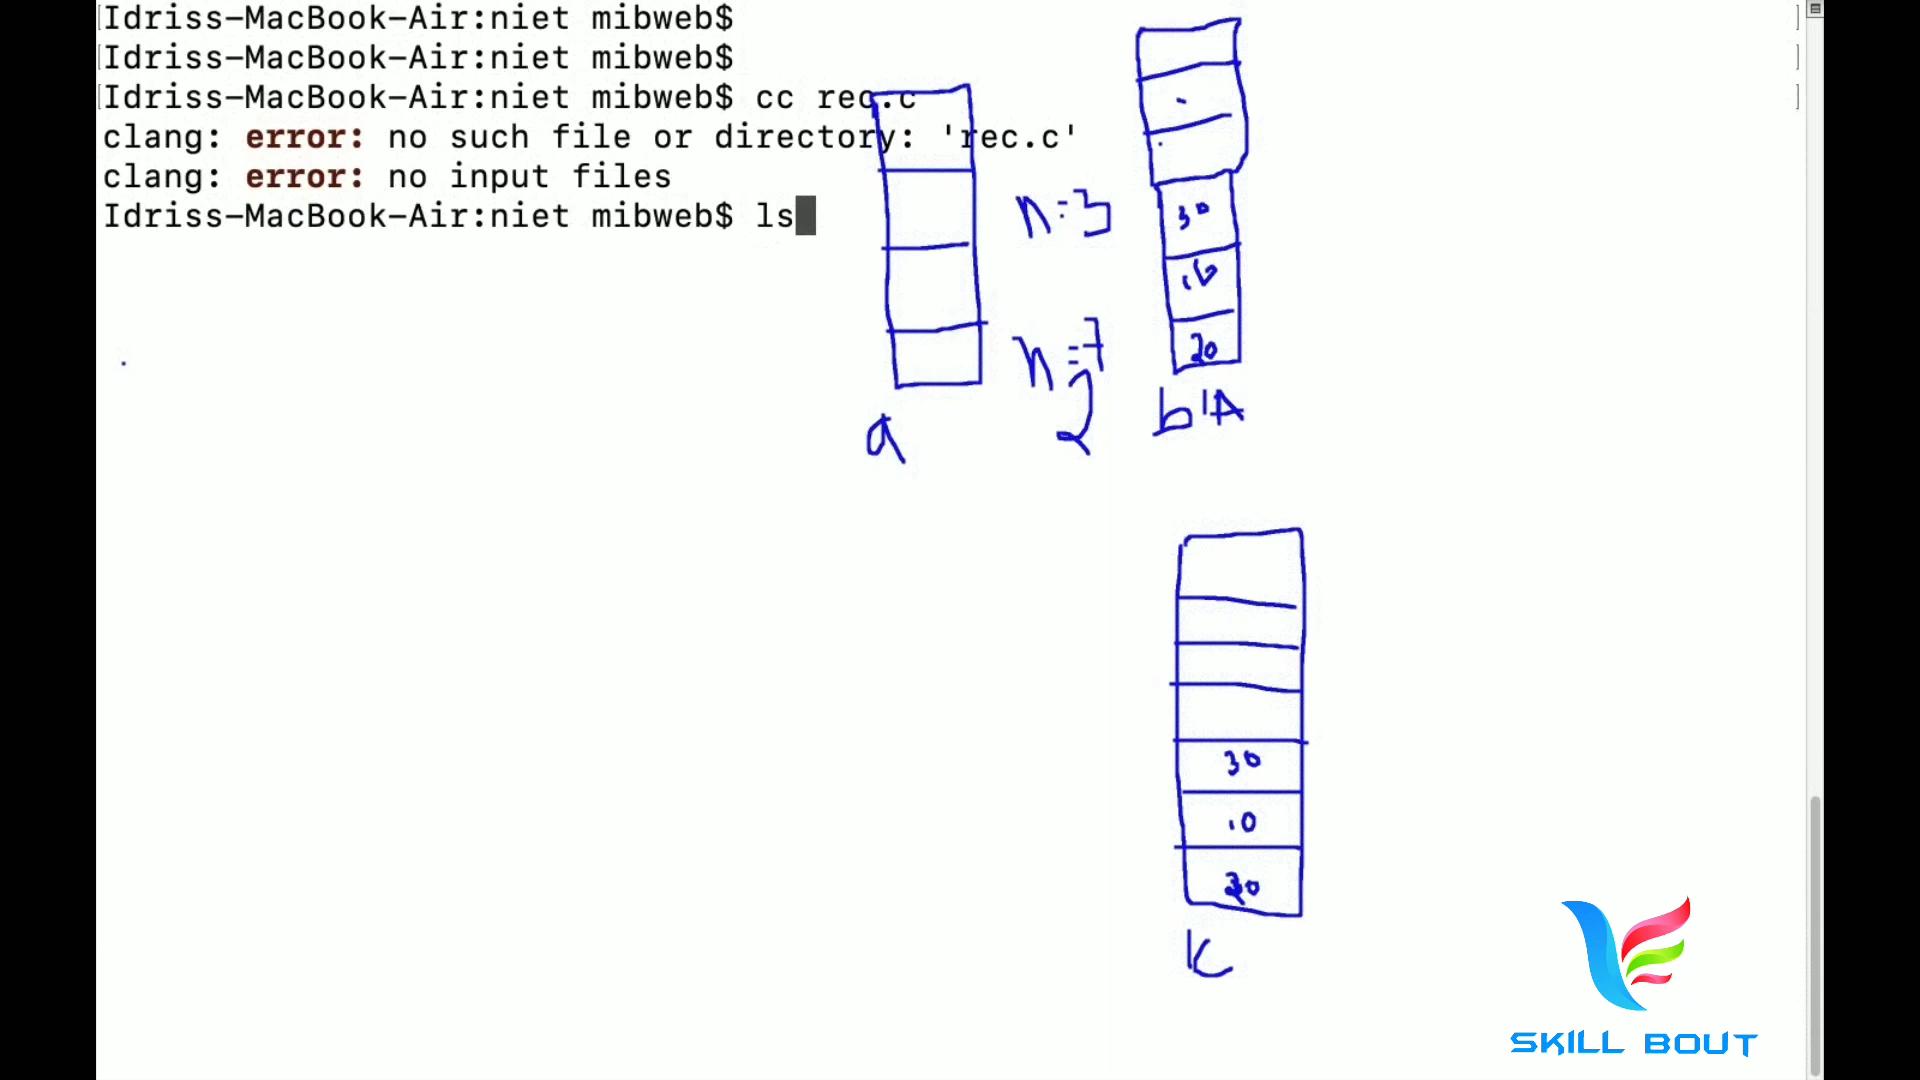 Idriss-MacBook-Air:niet mibweb$
Idriss-MacBook-Air:niet mibweb$
Idriss-MacBook-Air:niet mibweb$ cc rec.c
clang: error: no such file or directory: 'rec.c'
clang: error: no input files
Idriss-MacBook-Air:niet mibweb$ ls
n=3
30
10
n=7
2
20
a
b'A
30
10
K
SKILL BOUT